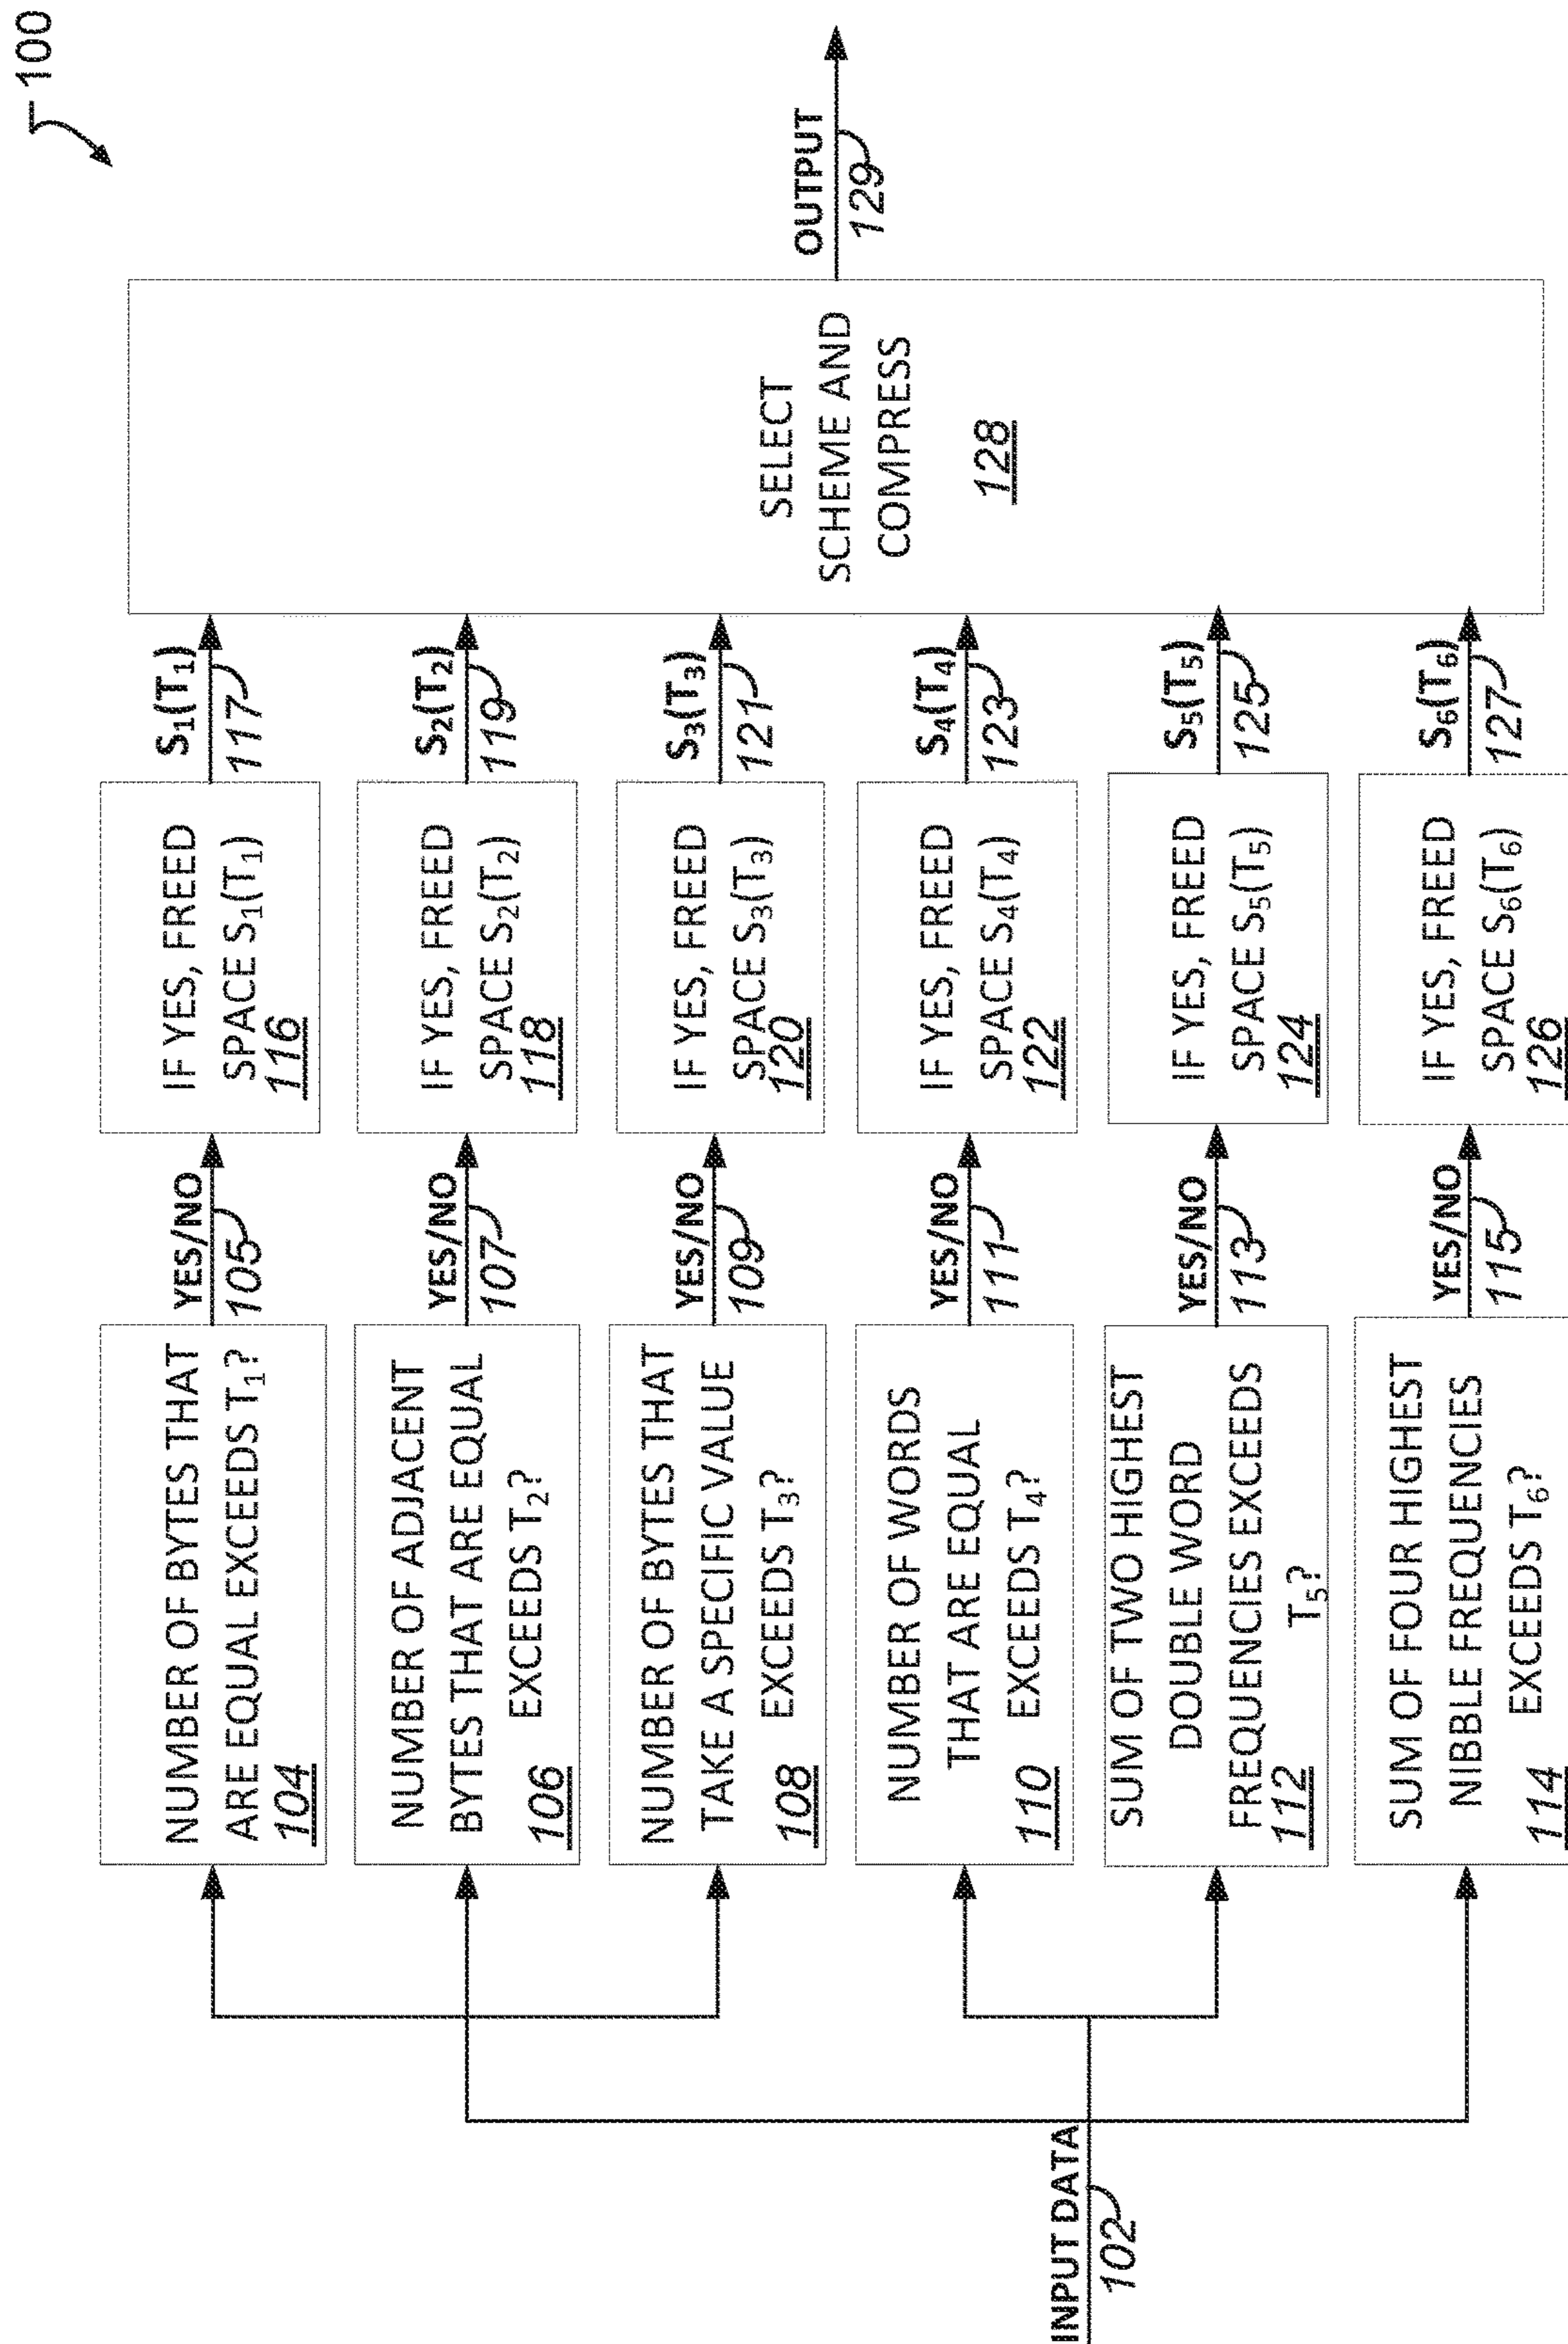 100
INPUT DATA
102
NUMBER OF BYTES THAT
ARE EQUAL EXCEEDS T₁?
104
YES/NO
105
IF YES, FREED
SPACE S₁(T₁)
116
S₁(T₁)
117
NUMBER OF ADJACENT
BYTES THAT ARE EQUAL
EXCEEDS T₂?
106
YES/NO
107
IF YES, FREED
SPACE S₂(T₂)
118
S₂(T₂)
119
NUMBER OF BYTES THAT
TAKE A SPECIFIC VALUE
EXCEEDS T₃?
108
YES/NO
109
IF YES, FREED
SPACE S₃(T₃)
120
S₃(T₃)
121
NUMBER OF WORDS
THAT ARE EQUAL
EXCEEDS T₄?
110
YES/NO
111
IF YES, FREED
SPACE S₄(T₄)
122
S₄(T₄)
123
SUM OF TWO HIGHEST
DOUBLE WORD
FREQUENCIES EXCEEDS
T₅?
112
YES/NO
113
IF YES, FREED
SPACE S₅(T₅)
124
S₅(T₅)
125
SUM OF FOUR HIGHEST
NIBBLE FREQUENCIES
EXCEEDS T₆?
114
YES/NO
115
IF YES, FREED
SPACE S₆(T₆)
126
S₆(T₆)
127
SELECT
SCHEME AND
COMPRESS
128
OUTPUT
129